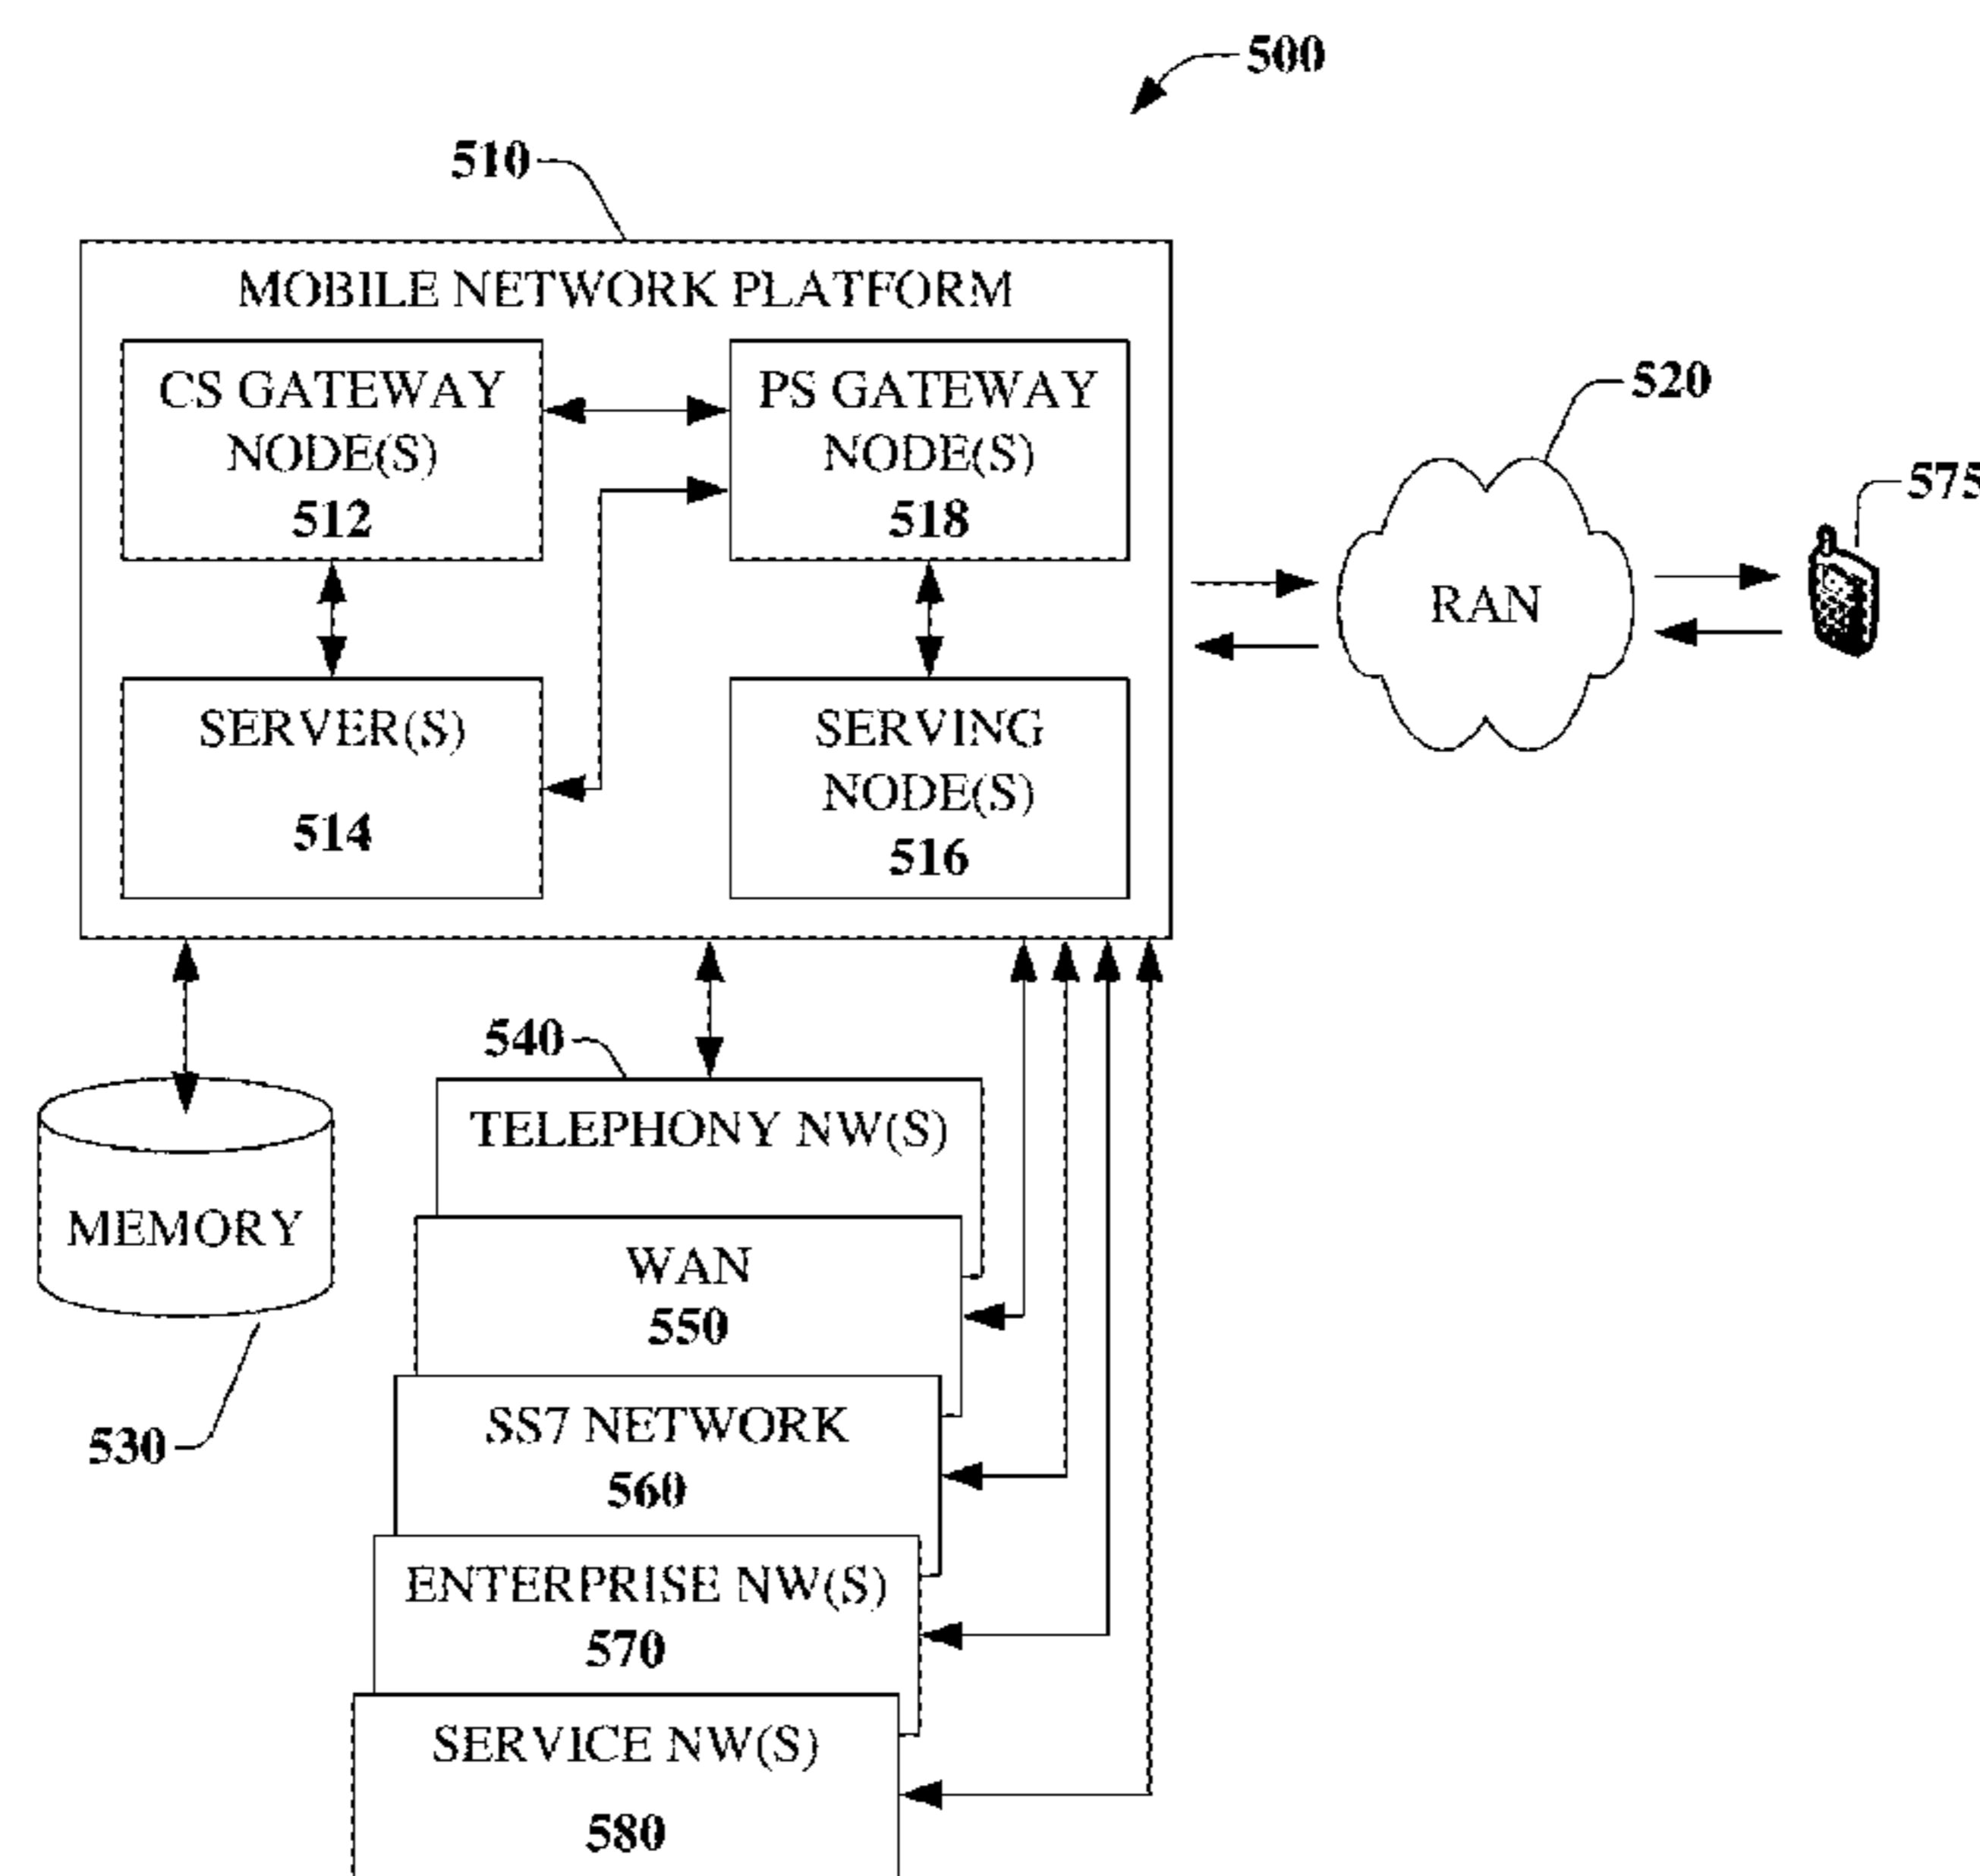 500
510
MOBILE NETWORK PLATFORM
CS GATEWAY
NODE(S)
512
PS GATEWAY
NODE(S)
518
SERVER(S)
514
SERVING
NODE(S)
516
520
RAN
575
540
TELEPHONY NW(S)
MEMORY
530
WAN
550
SS7 NETWORK
560
ENTERPRISE NW(S)
570
SERVICE NW(S)
580